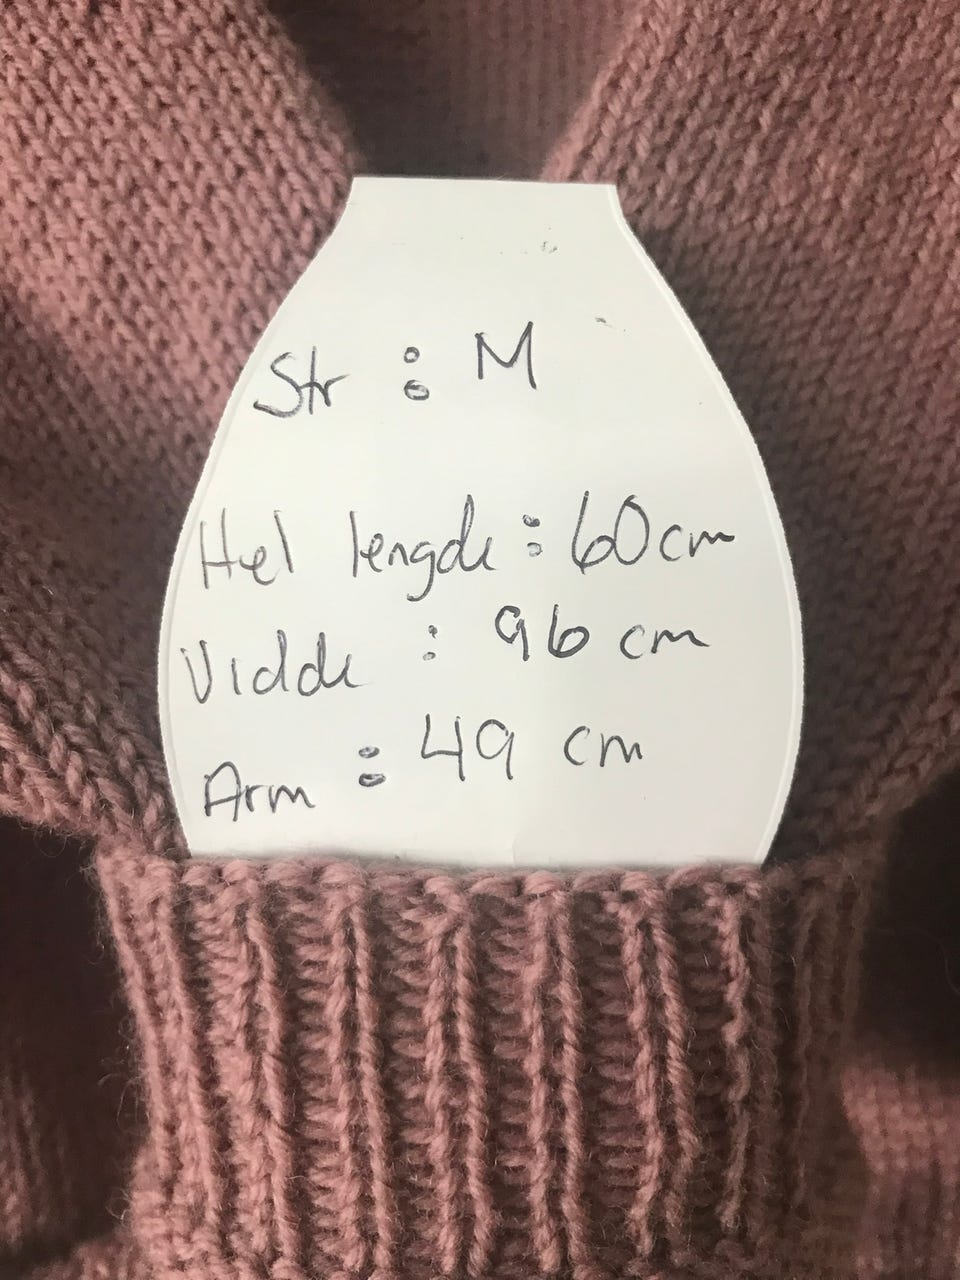 Str : M
Hel lengde : 60 cm
Vidde : 96 cm
Arm : 49 cm